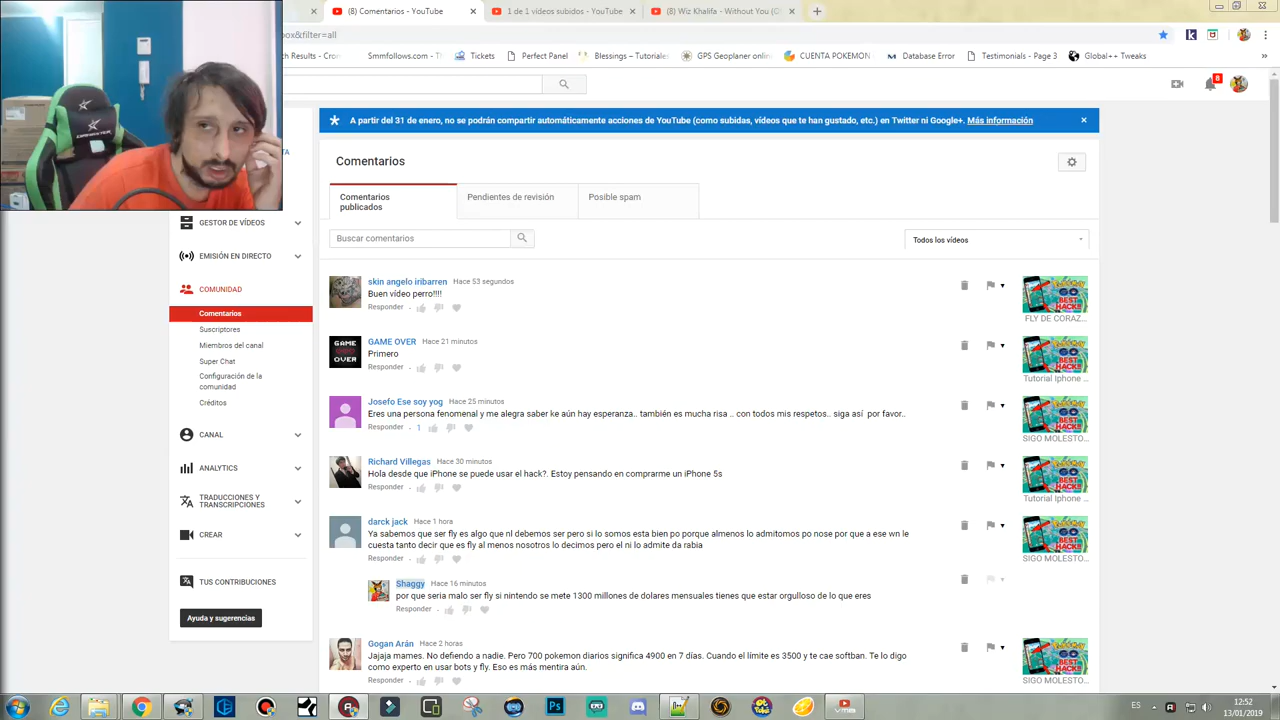 (8) Comentarios - YouTube
1 de 1 vídeos subidos - YouTube
(8) Wiz Khalifa - Without You (O
box&filter=all
ch Results - Crom
Smmfollows.com —
Tickets
Perfect Panel
Blessings – Tutoriales
GPS Geoplaner onlin
CUENTA POKEMON
Database Error
Testimonials - Page 3
Global++ Tweaks
»
8
A partir del 31 de enero, no se podrán compartir automáticamente acciones de YouTube (como subidas, vídeos que te han gustado, etc.) en Twitter ni Google+. Más información
TA
Comentarios
Comentarios
publicados
Pendientes de revisión
Posible spam
GESTOR DE VÍDEOS
Buscar comentarios
Todos los vídeos
EMISIÓN EN DIRECTO
COMUNIDAD
Comentarios
Suscriptores
Miembros del canal
Super Chat
Configuración de la
comunidad
Créditos
CANAL
ANALYTICS
TRADUCCIONES Y
TRANSCRIPCIONES
CREAR
TUS CONTRIBUCIONES
Ayuda y sugerencias
skin angelo iribarren Hace 53 segundos
Buen vídeo perro!!!!
Responder
FLY DE CORAZ...
GAME OVER Hace 21 minutos
Primero
Responder
Tutorial Iphone ...
Josefo Ese soy yog Hace 25 minutos
Eres una persona fenomenal y me alegra saber ke aún hay esperanza.. también es mucha risa .. con todos mis respetos.. siga así por favor..
Responder 1
SIGO MOLESTO...
Richard Villegas Hace 30 minutos
Hola desde que iPhone se puede usar el hack?. Estoy pensando en comprarme un iPhone 5s
Responder
Tutorial Iphone ...
darck jack Hace 1 hora
Ya sabemos que ser fly es algo que nl debemos ser pero si lo somos esta bien po porque almenos lo admitomos po nose por que a ese wn le
cuesta tanto decir que es fly al menos nosotros lo decimos pero el ni lo admite da rabia
Responder
SIGO MOLESTO...
Shaggy Hace 16 minutos
por que seria malo ser fly si nintendo se mete 1300 millones de dolares mensuales tienes que estar orgulloso de lo que eres
Responder
Gogan Arán Hace 2 horas
Jajaja mames. No defiendo a nadie. Pero 700 pokemon diarios significa 4900 en 7 días. Cuando el límite es 3500 y te cae softban. Te lo digo
como experto en usar bots y fly. Eso es más mentira aún.
Responder
SIGO MOLESTO...
GAME
OVER
GO
BEST
HACK!!
ES
12:52
13/01/2019